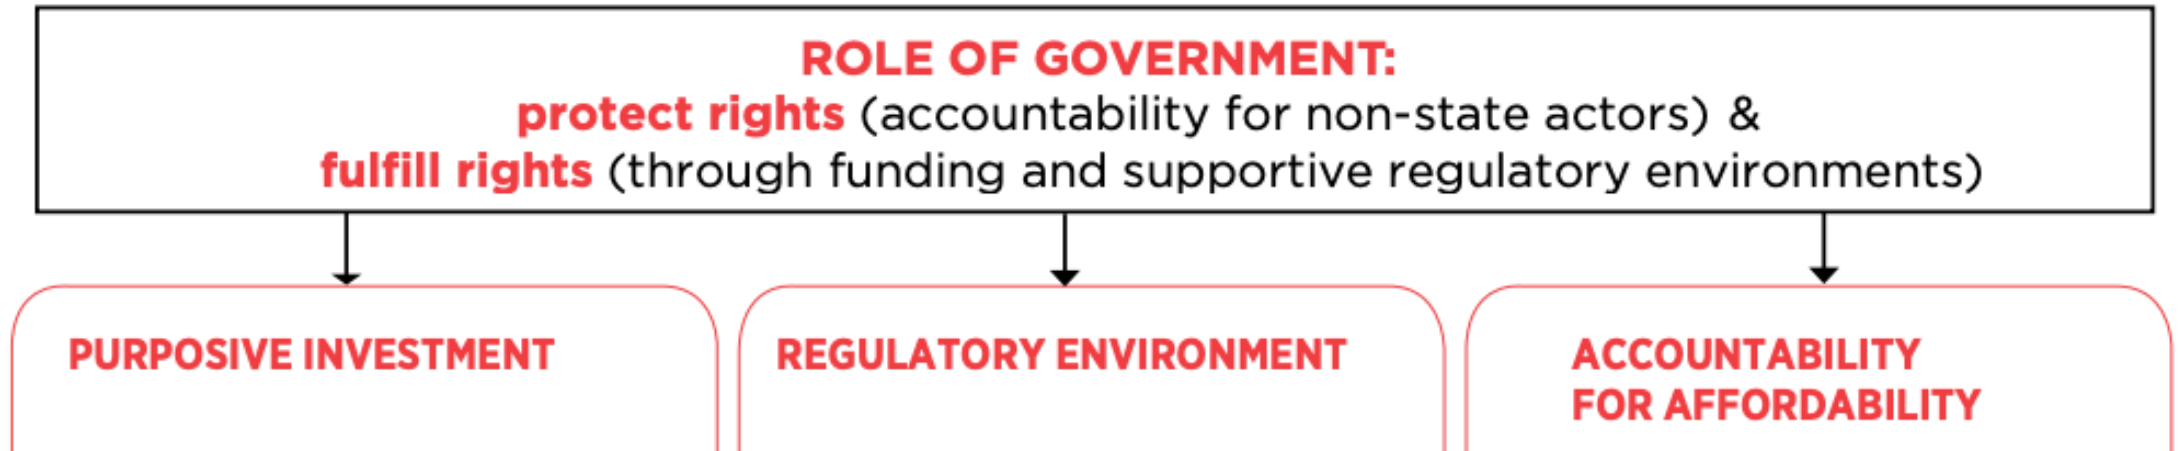 ROLE OF GOVERNMENT:
protect rights (accountability for non-state actors) &
fulfill rights (through funding and supportive regulatory environments)
PURPOSIVE INVESTMENT
REGULATORY ENVIRONMENT
ACCOUNTABILITY
FOR AFFORDABILITY